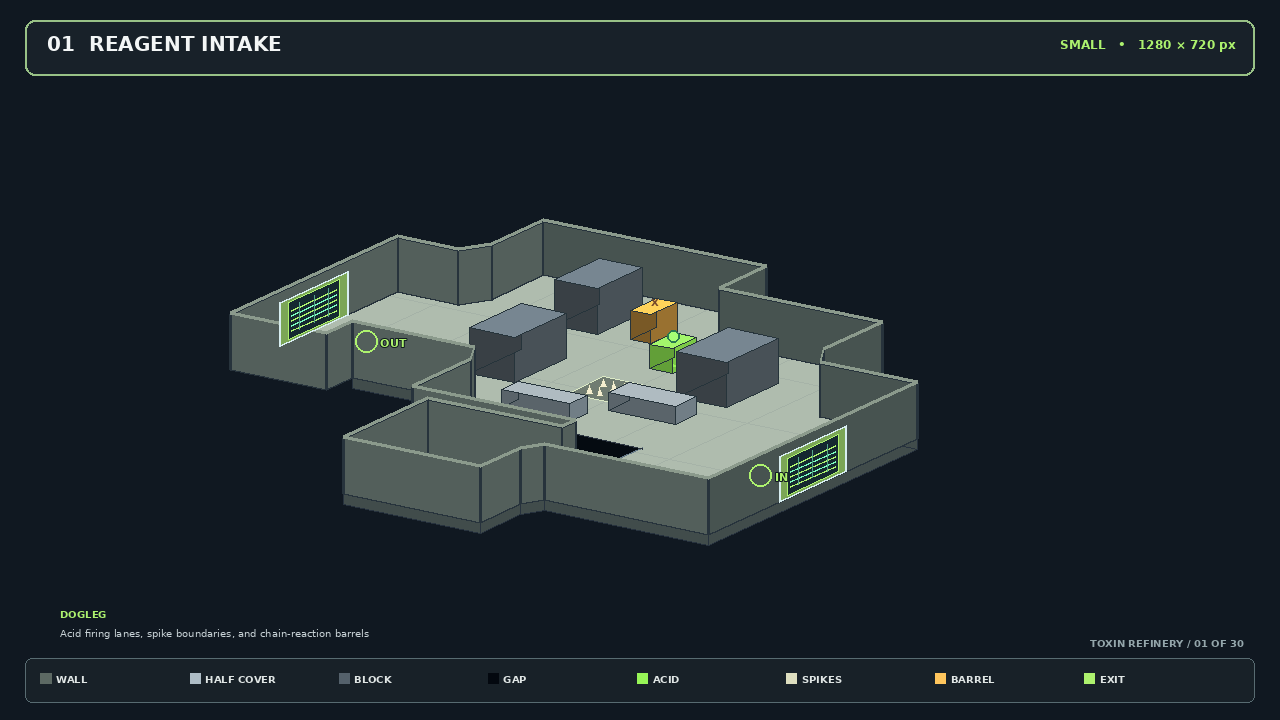 01 REAGENT INTAKE
SMALL • 1280 × 720 px
X
OUT
IN
DOGLEG
Acid firing lanes, spike boundaries, and chain-reaction barrels
TOXIN REFINERY / 01 OF 30
WALL
HALF COVER
BLOCK
GAP
ACID
SPIKES
BARREL
EXIT